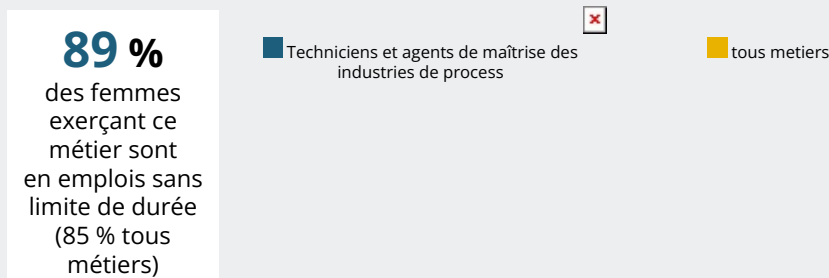 89 %
des femmes
exerçant ce
métier sont
en emplois sans
limite de durée
(85 % tous
métiers)
Techniciens et agents de maîtrise des
industries de process
tous metiers